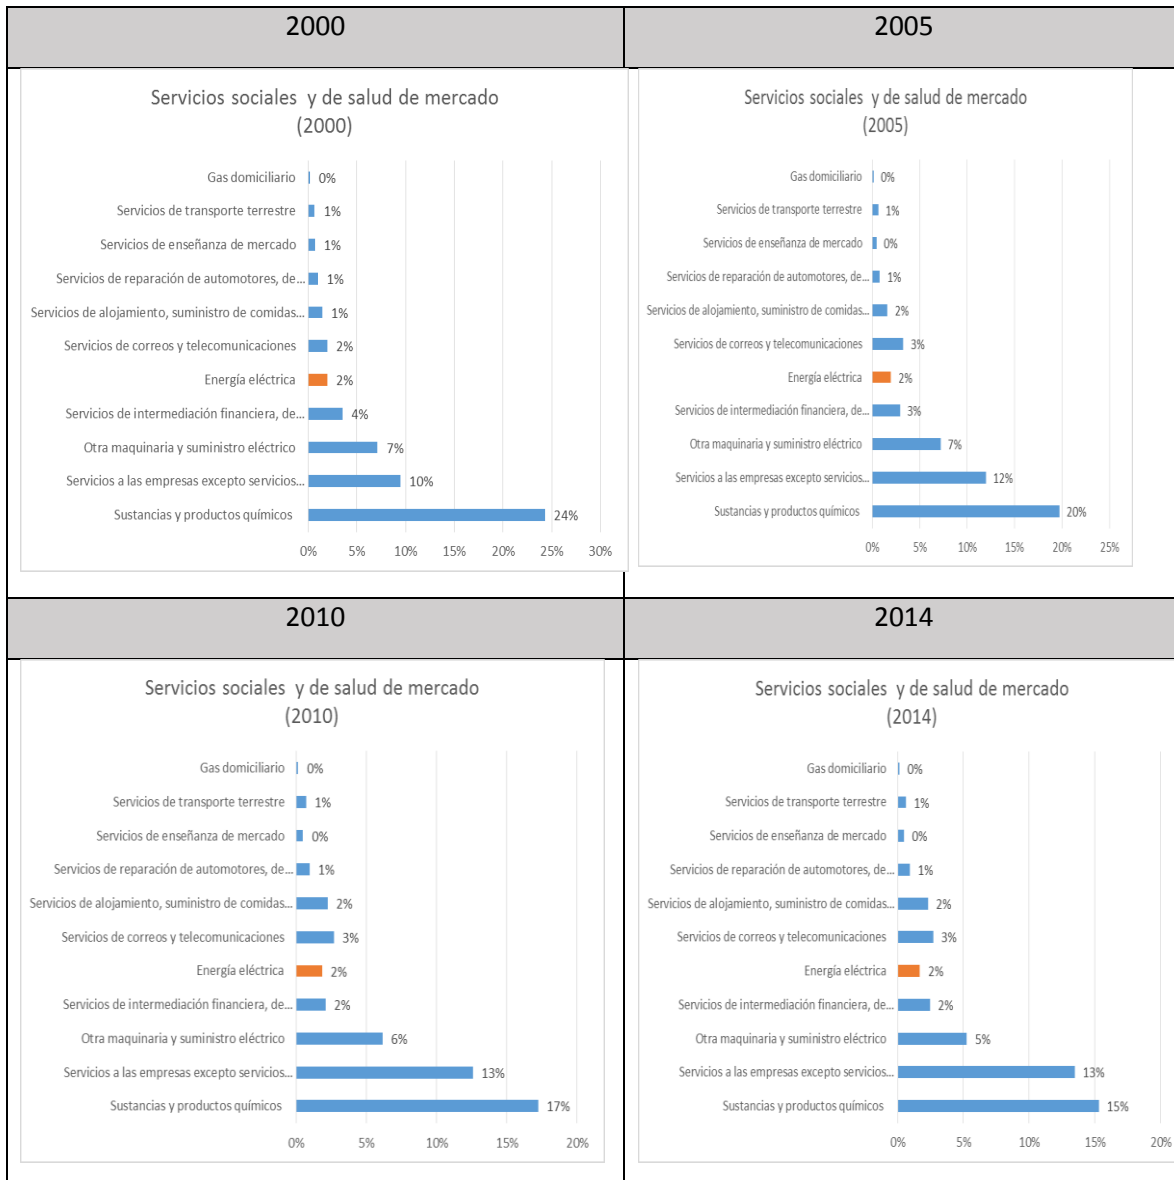 2000
2005
Servicios sociales y de salud de mercado
(2000)
Gas domiciliario 0%
Servicios de transporte terrestre 1%
Servicios de enseñanza de mercado 1%
Servicios de reparación de automotores, de... 1%
Servicios de alojamiento, suministro de comidas... 1%
Servicios de correos y telecomunicaciones 2%
Energía eléctrica 2%
Servicios de intermediación financiera, de... 4%
Otra maquinaria y suministro eléctrico 7%
Servicios a las empresas excepto servicios... 10%
Sustancias y productos químicos 24%
0% 5% 10% 15% 20% 25% 30%
Servicios sociales y de salud de mercado
(2005)
Gas domiciliario 0%
Servicios de transporte terrestre 1%
Servicios de enseñanza de mercado 0%
Servicios de reparación de automotores, de... 1%
Servicios de alojamiento, suministro de comidas... 2%
Servicios de correos y telecomunicaciones 3%
Energía eléctrica 2%
Servicios de intermediación financiera, de... 3%
Otra maquinaria y suministro eléctrico 7%
Servicios a las empresas excepto servicios... 12%
Sustancias y productos químicos 20%
0% 5% 10% 15% 20% 25%
2010
2014
Servicios sociales y de salud de mercado
(2010)
Gas domiciliario 0%
Servicios de transporte terrestre 1%
Servicios de enseñanza de mercado 0%
Servicios de reparación de automotores, de... 1%
Servicios de alojamiento, suministro de comidas... 2%
Servicios de correos y telecomunicaciones 3%
Energía eléctrica 2%
Servicios de intermediación financiera, de... 2%
Otra maquinaria y suministro eléctrico 6%
Servicios a las empresas excepto servicios... 13%
Sustancias y productos químicos 17%
0% 5% 10% 15% 20%
Servicios sociales y de salud de mercado
(2014)
Gas domiciliario 0%
Servicios de transporte terrestre 1%
Servicios de enseñanza de mercado 0%
Servicios de reparación de automotores, de... 1%
Servicios de alojamiento, suministro de comidas... 2%
Servicios de correos y telecomunicaciones 3%
Energía eléctrica 2%
Servicios de intermediación financiera, de... 2%
Otra maquinaria y suministro eléctrico 5%
Servicios a las empresas excepto servicios... 13%
Sustancias y productos químicos 15%
0% 5% 10% 15% 20%